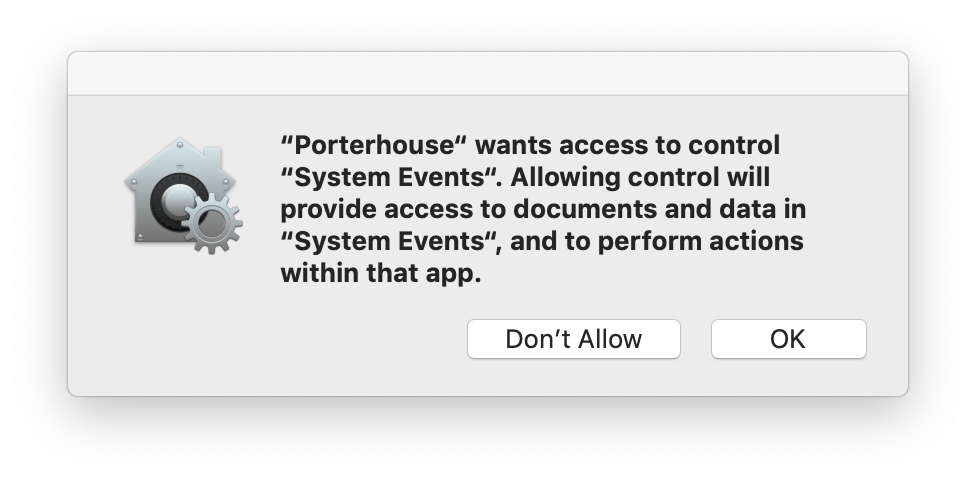 “Porterhouse“ wants access to control
“System Events“. Allowing control will
provide access to documents and data in
“System Events“, and to perform actions
within that app.
Don’t Allow
OK